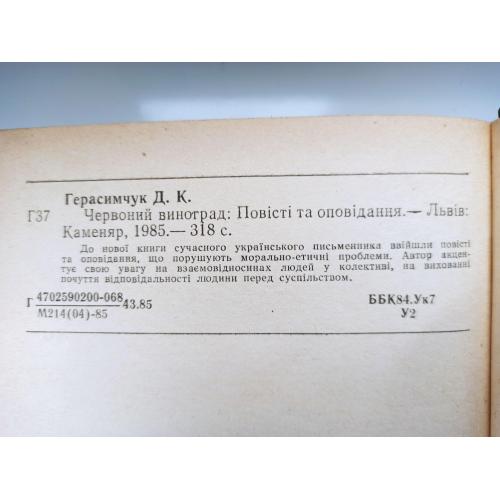 Герасимчук Д. К.
Г37 Червоний виноград: Повісті та оповідання.— Львів:
Каменяр, 1985.— 318 с.
До нової книги сучасного українського письменника ввійшли повісті
та оповідання, що порушують морально-етичні проблеми. Автор акцен-
тує свою увагу на взаємовідносинах людей у колективі, на вихованні
почуття відповідальності людини перед суспільством.
Г 4702590200-068 43.85 ББК84.Ук7
М214(04)-85 У2